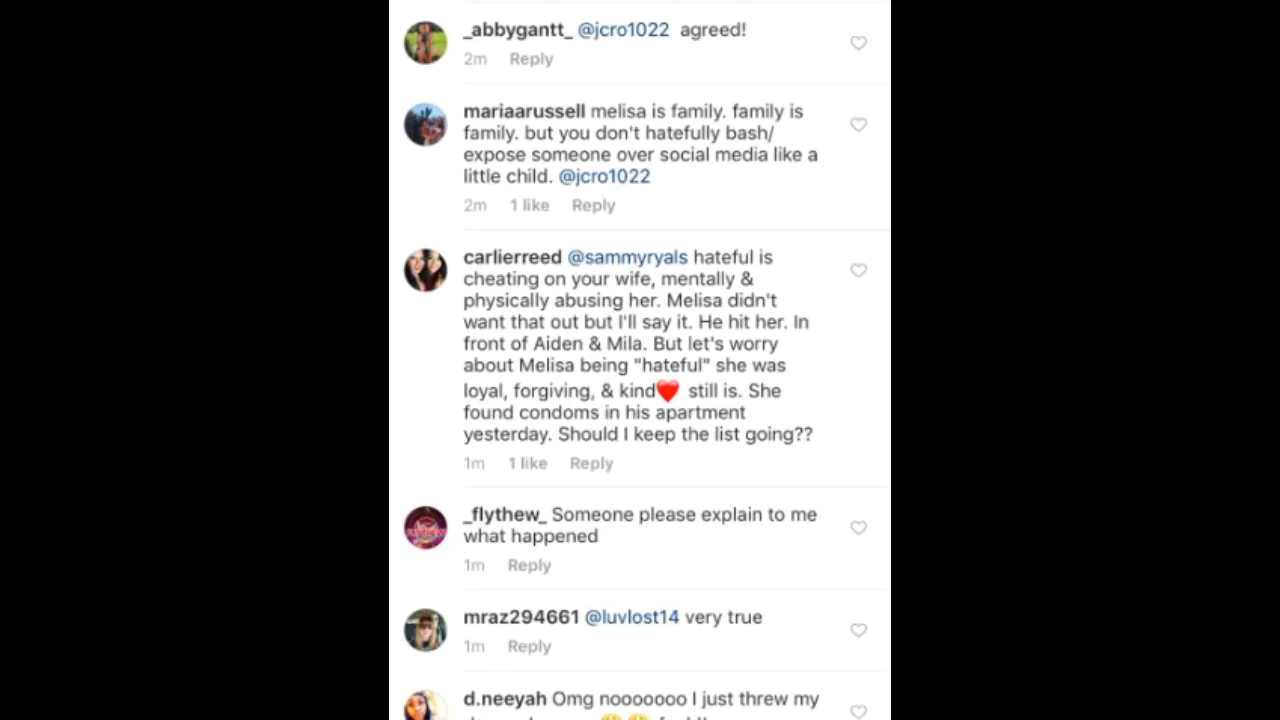 _abbygantt_ @jcro1022 agreed!
2m Reply
mariaarussell melisa is family. family is
family. but you don't hatefully bash/
expose someone over social media like a
little child. @jcro1022
2m 1 like Reply
carlierreed @sammyryals hateful is
cheating on your wife, mentally &
physically abusing her. Melisa didn't
want that out but I'll say it. He hit her. In
front of Aiden & Mila. But let's worry
about Melisa being "hateful" she was
loyal, forgiving, & kind❤️ still is. She
found condoms in his apartment
yesterday. Should I keep the list going??
1m 1 like Reply
_flythew_ Someone please explain to me
what happened
1m Reply
mraz294661 @luvlost14 very true
1m Reply
d.neeyah Omg nooooooo I just threw my